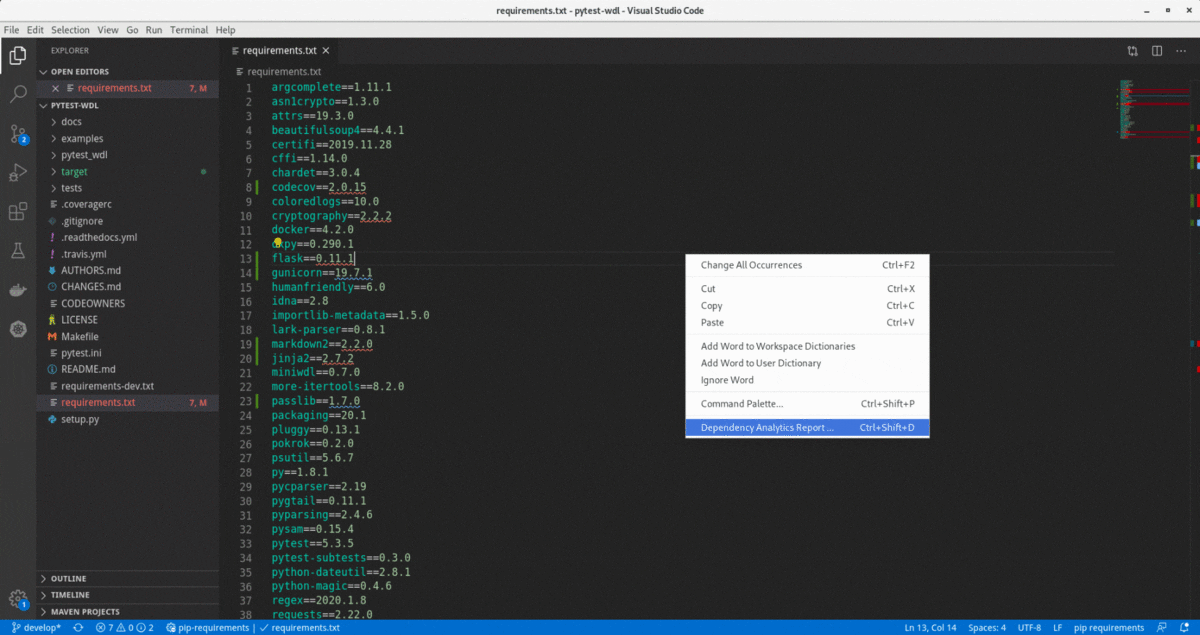 requirements.txt - pytest-wdl - Visual Studio Code
File Edit Selection View Go Run Terminal Help
EXPLORER
OPEN EDITORS
requirements.txt 7, M
PYTEST-WDL
docs
examples
pytest_wdl
target
tests
.coveragerc
.gitignore
.readthedocs.yml
.travis.yml
AUTHORS.md
CHANGES.md
CODEOWNERS
LICENSE
Makefile
pytest.ini
README.md
requirements-dev.txt
requirements.txt 7, M
setup.py
OUTLINE
TIMELINE
MAVEN PROJECTS
2
1
requirements.txt
requirements.txt
1 argcomplete==1.11.1
2 asn1crypto==1.3.0
3 attrs==19.3.0
4 beautifulsoup4==4.4.1
5 certifi==2019.11.28
6 cffi==1.14.0
7 chardet==3.0.4
8 codecov==2.0.15
9 coloredlogs==10.0
10 cryptography==2.2.2
11 docker==4.2.0
12 py==0.290.1
13 flask==0.11.1
14 gunicorn==19.7.1
15 humanfriendly==6.0
16 idna==2.8
17 importlib-metadata==1.5.0
18 lark-parser==0.8.1
19 markdown2==2.2.0
20 jinja2==2.7.2
21 miniwdl==0.7.0
22 more-itertools==8.2.0
23 passlib==1.7.0
24 packaging==20.1
25 pluggy==0.13.1
26 pokrok==0.2.0
27 psutil==5.6.7
28 py==1.8.1
29 pycparser==2.19
30 pygtail==0.11.1
31 pyparsing==2.4.6
32 pysam==0.15.4
33 pytest==5.3.5
34 pytest-subtests==0.3.0
35 python-dateutil==2.8.1
36 python-magic==0.4.6
37 regex==2020.1.8
38 requests==2.22.0
Change All Occurrences Ctrl+F2
Cut Ctrl+X
Copy Ctrl+C
Paste Ctrl+V
Add Word to Workspace Dictionaries
Add Word to User Dictionary
Ignore Word
Command Palette... Ctrl+Shift+P
Dependency Analytics Report ... Ctrl+Shift+D
develop* 7 0 2 pip-requirements | requirements.txt Ln 13, Col 14 Spaces: 4 UTF-8 LF pip requirements